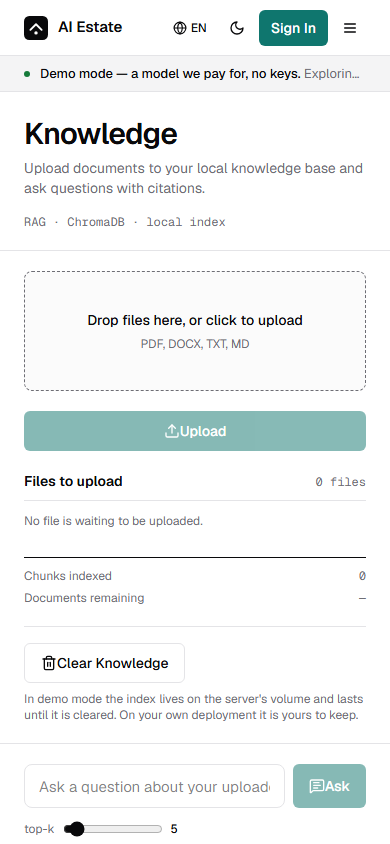 AI Estate
EN
Sign In
Demo mode — a model we pay for, no keys. Explorin…
Knowledge
Upload documents to your local knowledge base and
ask questions with citations.
RAG · ChromaDB · local index
Drop files here, or click to upload
PDF, DOCX, TXT, MD
Upload
Files to upload
0 files
No file is waiting to be uploaded.
Chunks indexed
0
Documents remaining
—
Clear Knowledge
In demo mode the index lives on the server's volume and lasts
until it is cleared. On your own deployment it is yours to keep.
Ask a question about your upload
Ask
top-k
5